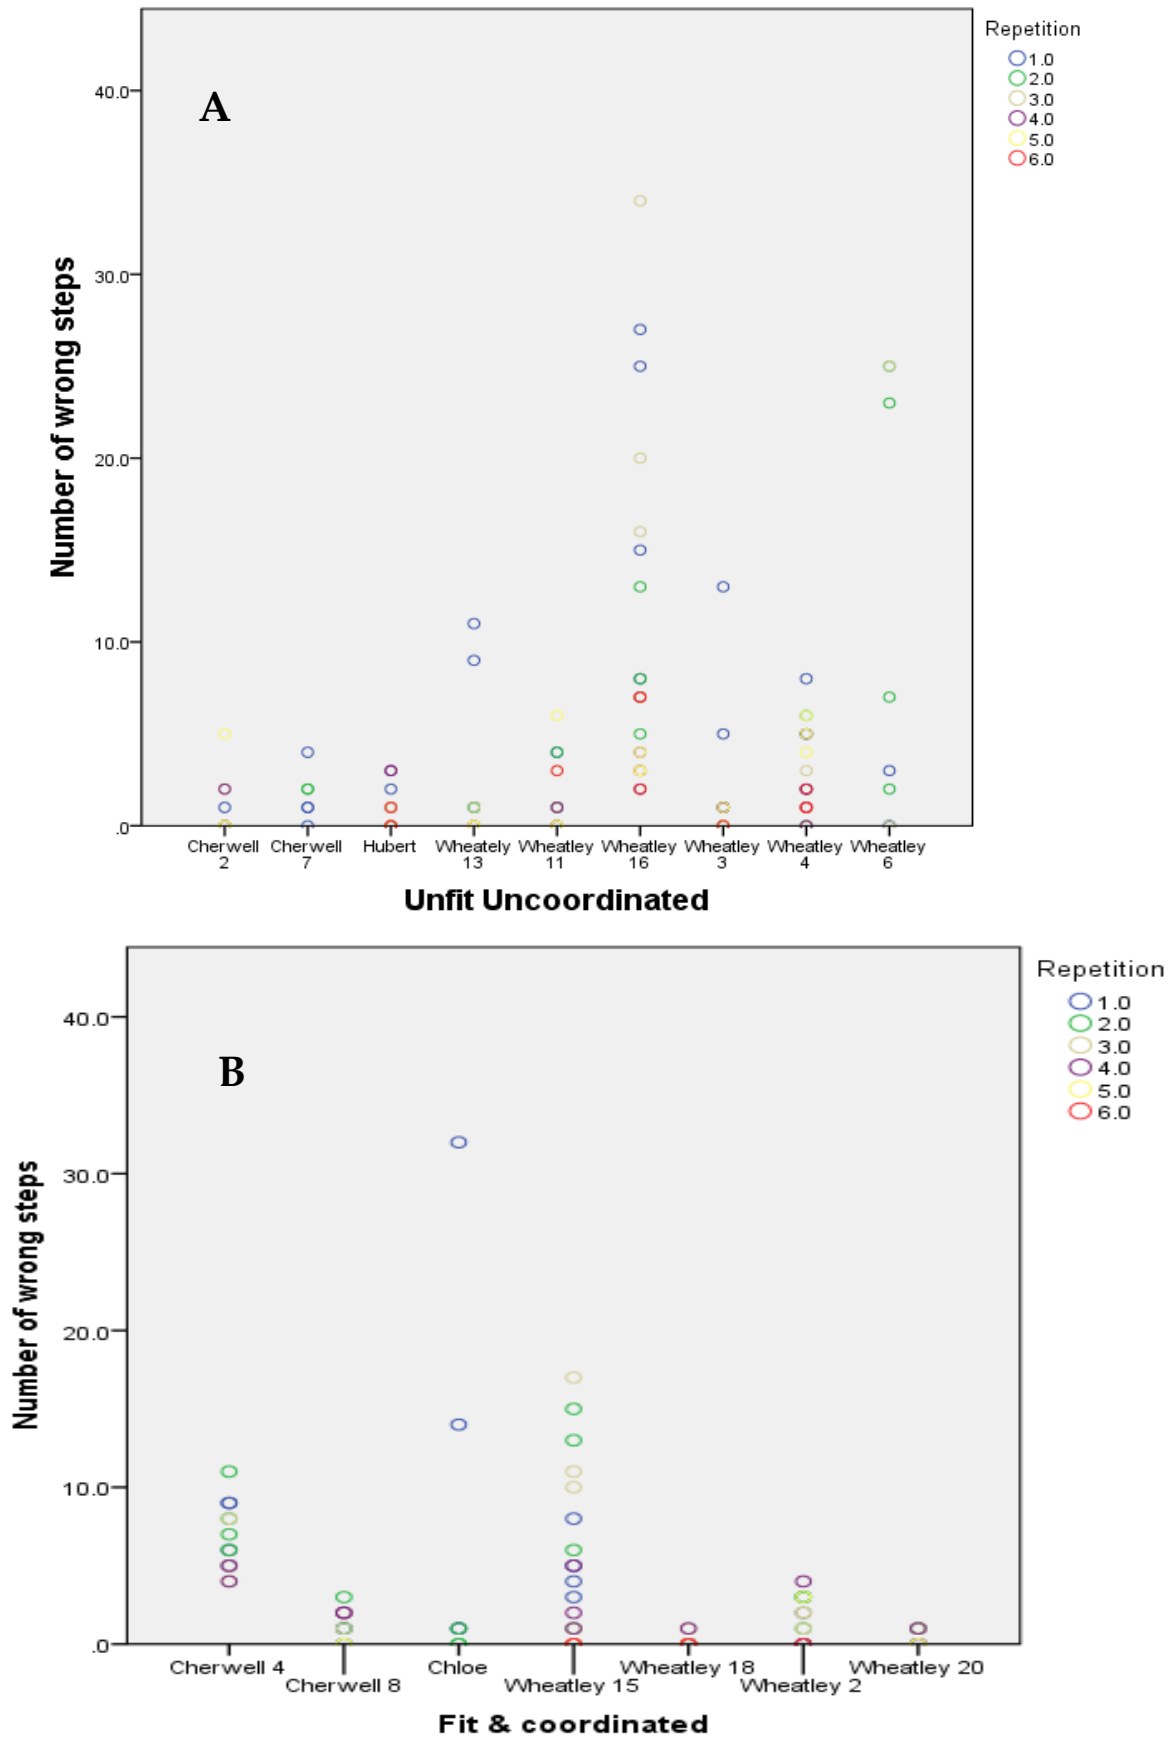 Repetition
1.0
2.0
3.0
4.0
5.0
6.0
A
40.0
30.0
20.0
10.0
.0
Number of wrong steps
Cherwell 2
Cherwell 7
Hubert
Wheately 13
Wheatley 11
Wheatley 16
Wheatley 3
Wheatley 4
Wheatley 6
Unfit Uncoordinated
Repetition
1.0
2.0
3.0
4.0
5.0
6.0
B
40.0
30.0
20.0
10.0
.0
Number of wrong steps
Cherwell 4
Cherwell 8
Chloe
Wheatley 15
Wheatley 18
Wheatley 2
Wheatley 20
Fit & coordinated